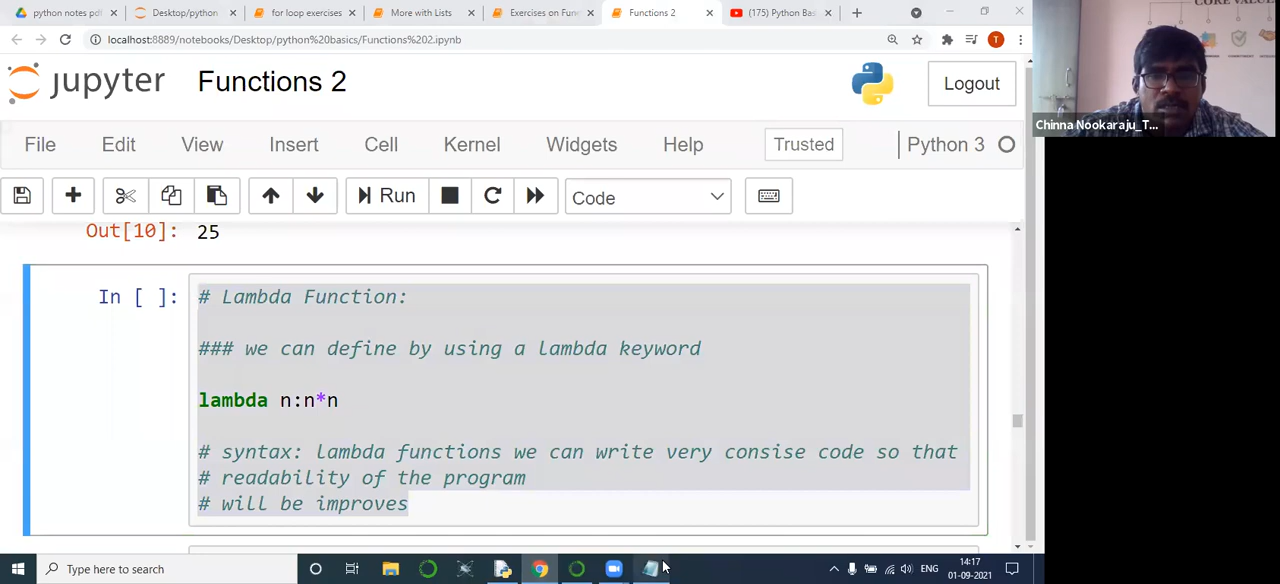 python notes pdf
Desktop/python
for loop exercises
More with Lists
Exercises on Fun
Functions 2
(175) Python Bas
localhost:8889/notebooks/Desktop/python%20basics/Functions%202.ipynb
T
CORE VALUE
Chinna Nookaraju_T...
jupyter Functions 2
Logout
File Edit View Insert Cell Kernel Widgets Help Trusted Python 3
Run Code
Out[10]: 25
In [ ]: # Lambda Function:
### we can define by using a lambda keyword
lambda n:n*n
# syntax: lambda functions we can write very consise code so that
# readability of the program
# will be improves
Type here to search
ENG
14:17
01-09-2021